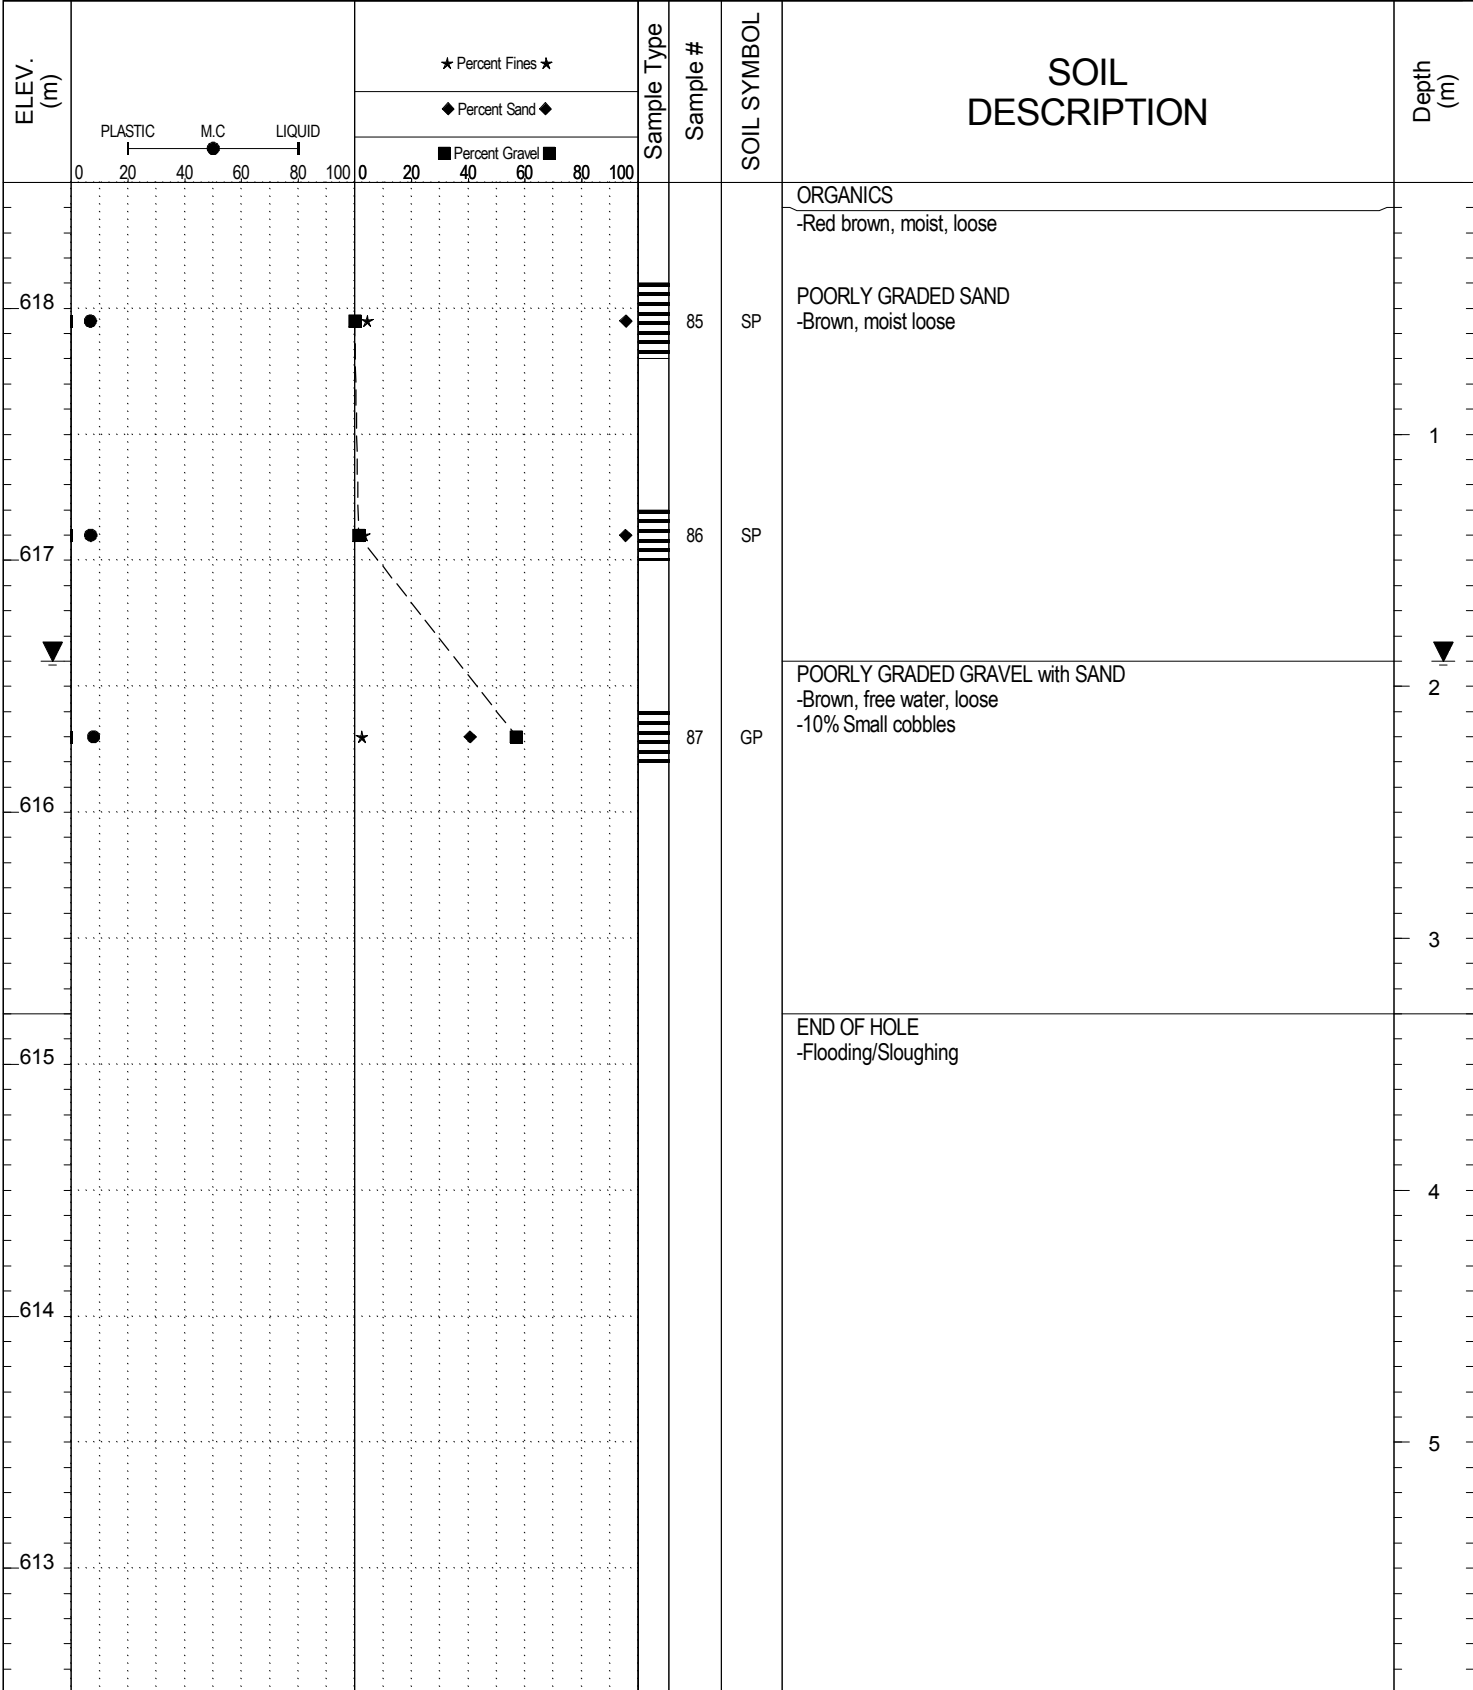 ELEV.
(m)
PLASTIC M.C LIQUID
0 20 40 60 80 100
★ Percent Fines ★
◆ Percent Sand ◆
■ Percent Gravel ■
0 20 40 60 80 100
Sample Type
Sample #
SOIL SYMBOL
SOIL
DESCRIPTION
Depth
(m)
ORGANICS
-Red brown, moist, loose
618
POORLY GRADED SAND
85 SP -Brown, moist loose
1
86 SP
617
POORLY GRADED GRAVEL with SAND
2
-Brown, free water, loose
-10% Small cobbles
87 GP
616
3
END OF HOLE
-Flooding/Sloughing
615
4
614
5
613